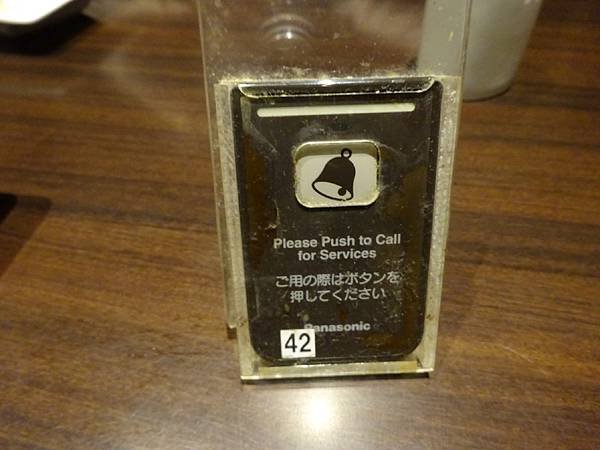 Please Push to Call
for Services
ご用の際はボタンを
押してください
Panasonic
42